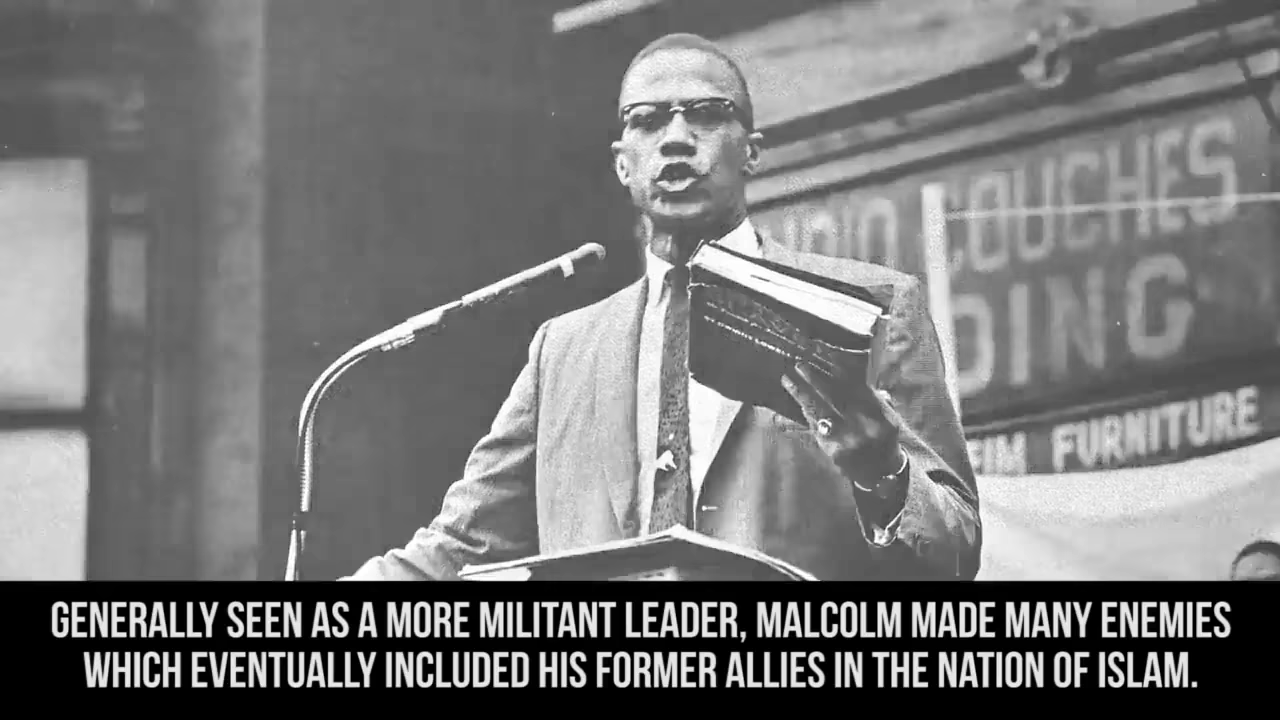 COUCHES
DING
FURNITURE
GENERALLY SEEN AS A MORE MILITANT LEADER, MALCOLM MADE MANY ENEMIES
WHICH EVENTUALLY INCLUDED HIS FORMER ALLIES IN THE NATION OF ISLAM.